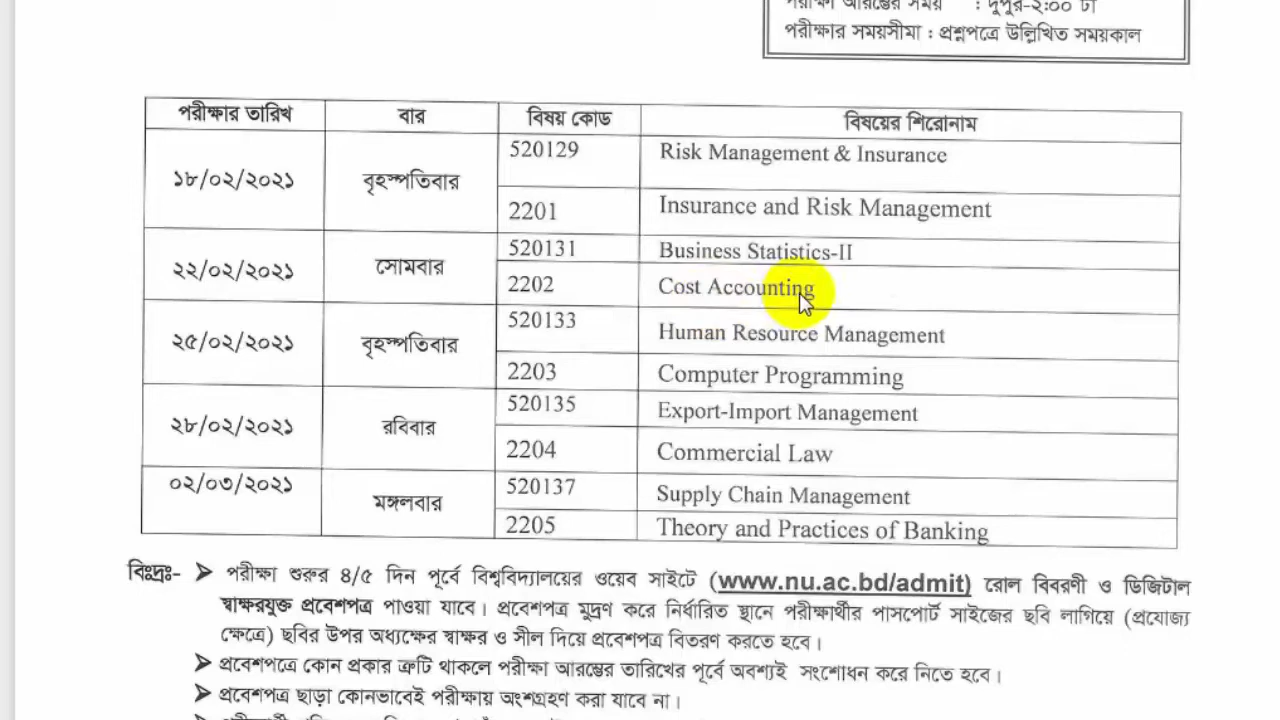 পরীক্ষা আরম্ভের সময় : দুপুর-২:০০ টা
পরীক্ষার সময়সীমা : প্রশ্নপত্রে উল্লিখিত সময়কাল
পরীক্ষার তারিখ বার বিষয় কোড বিষয়ের শিরোনাম
১৮/০২/২০২১ বৃহস্পতিবার 520129 Risk Management & Insurance
2201 Insurance and Risk Management
২২/০২/২০২১ সোমবার 520131 Business Statistics-II
2202 Cost Accounting
২৫/০২/২০২১ বৃহস্পতিবার 520133 Human Resource Management
2203 Computer Programming
২৮/০২/২০২১ রবিবার 520135 Export-Import Management
2204 Commercial Law
০২/০৩/২০২১ মঙ্গলবার 520137 Supply Chain Management
2205 Theory and Practices of Banking
বিঃদ্রঃ- ➤ পরীক্ষা শুরুর ৪/৫ দিন পূর্বে বিশ্ববিদ্যালয়ের ওয়েব সাইটে (www.nu.ac.bd/admit) রোল বিবরণী ও ডিজিটাল
স্বাক্ষরযুক্ত প্রবেশপত্র পাওয়া যাবে। প্রবেশপত্র মুদ্রণ করে নির্ধারিত স্থানে পরীক্ষার্থীর পাসপোর্ট সাইজের ছবি লাগিয়ে (প্রযোজ্য
ক্ষেত্রে) ছবির উপর অধ্যক্ষের স্বাক্ষর ও সীল দিয়ে প্রবেশপত্র বিতরণ করতে হবে।
➤ প্রবেশপত্রে কোন প্রকার ত্রুটি থাকলে পরীক্ষা আরম্ভের তারিখের পূর্বে অবশ্যই সংশোধন করে নিতে হবে।
➤ প্রবেশপত্র ছাড়া কোনভাবেই পরীক্ষায় অংশগ্রহণ করা যাবে না।